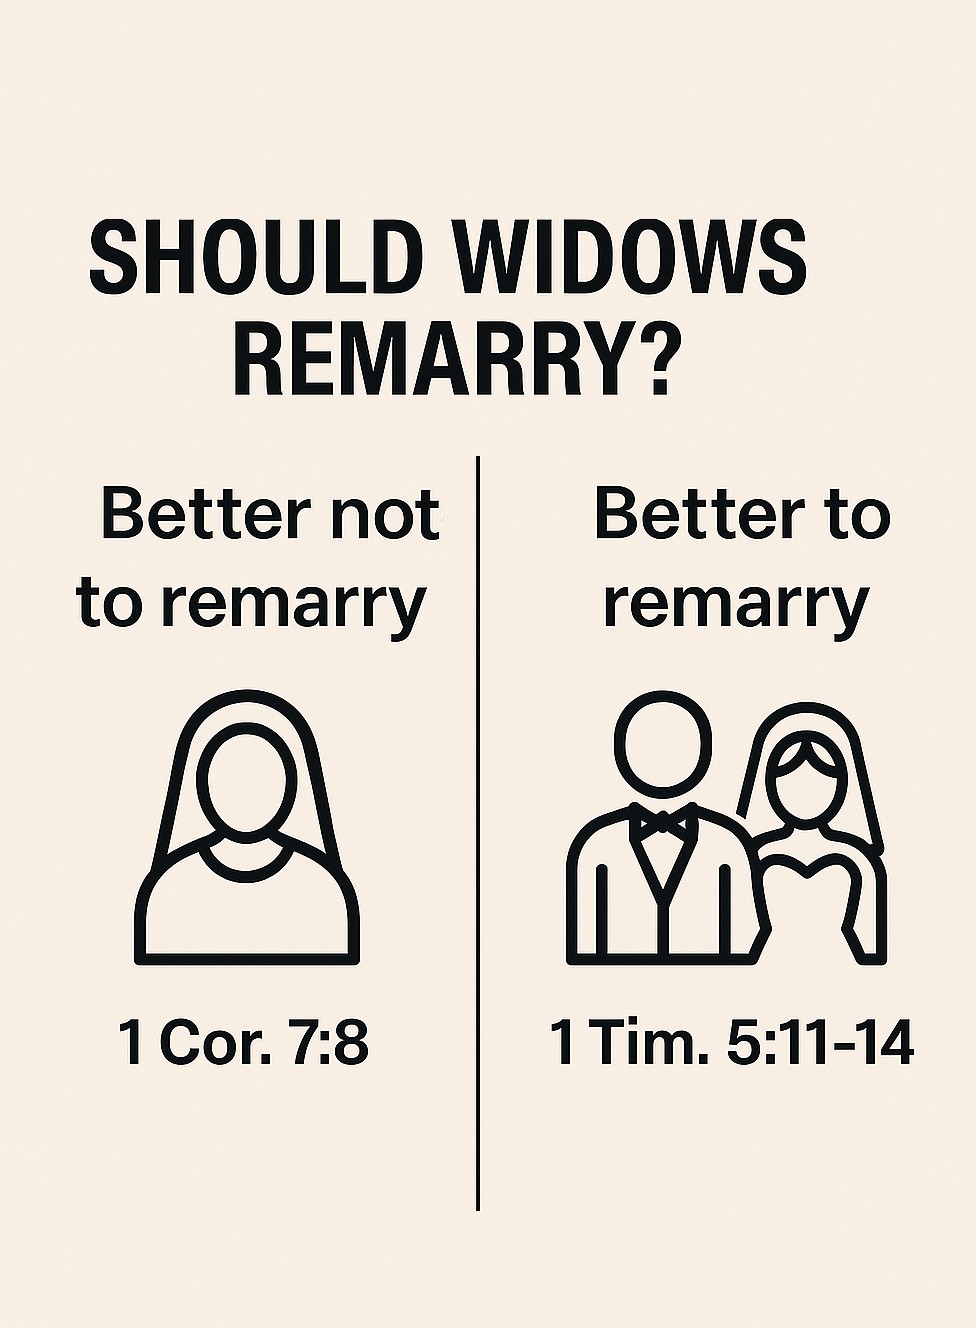 SHOULD WIDOWS
REMARRY?
Better not
to remarry
1 Cor. 7:8
Better to
remarry
1 Tim. 5:11-14